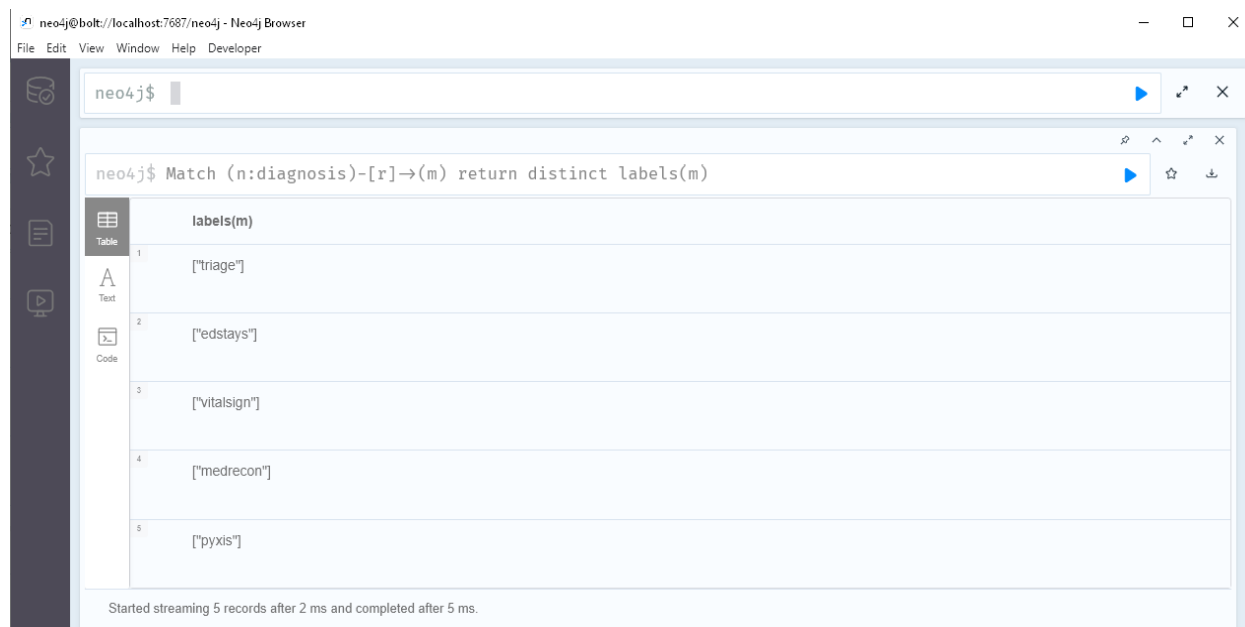 neo4j@bolt://localhost:7687/neo4j - Neo4j Browser
File Edit View Window Help Developer
neo4j$
neo4j$ Match (n:diagnosis)-[r]→(m) return distinct labels(m)
Table
Text
Code
labels(m)
1
["triage"]
2
["edstays"]
3
["vitalsign"]
4
["medrecon"]
5
["pyxis"]
Started streaming 5 records after 2 ms and completed after 5 ms.